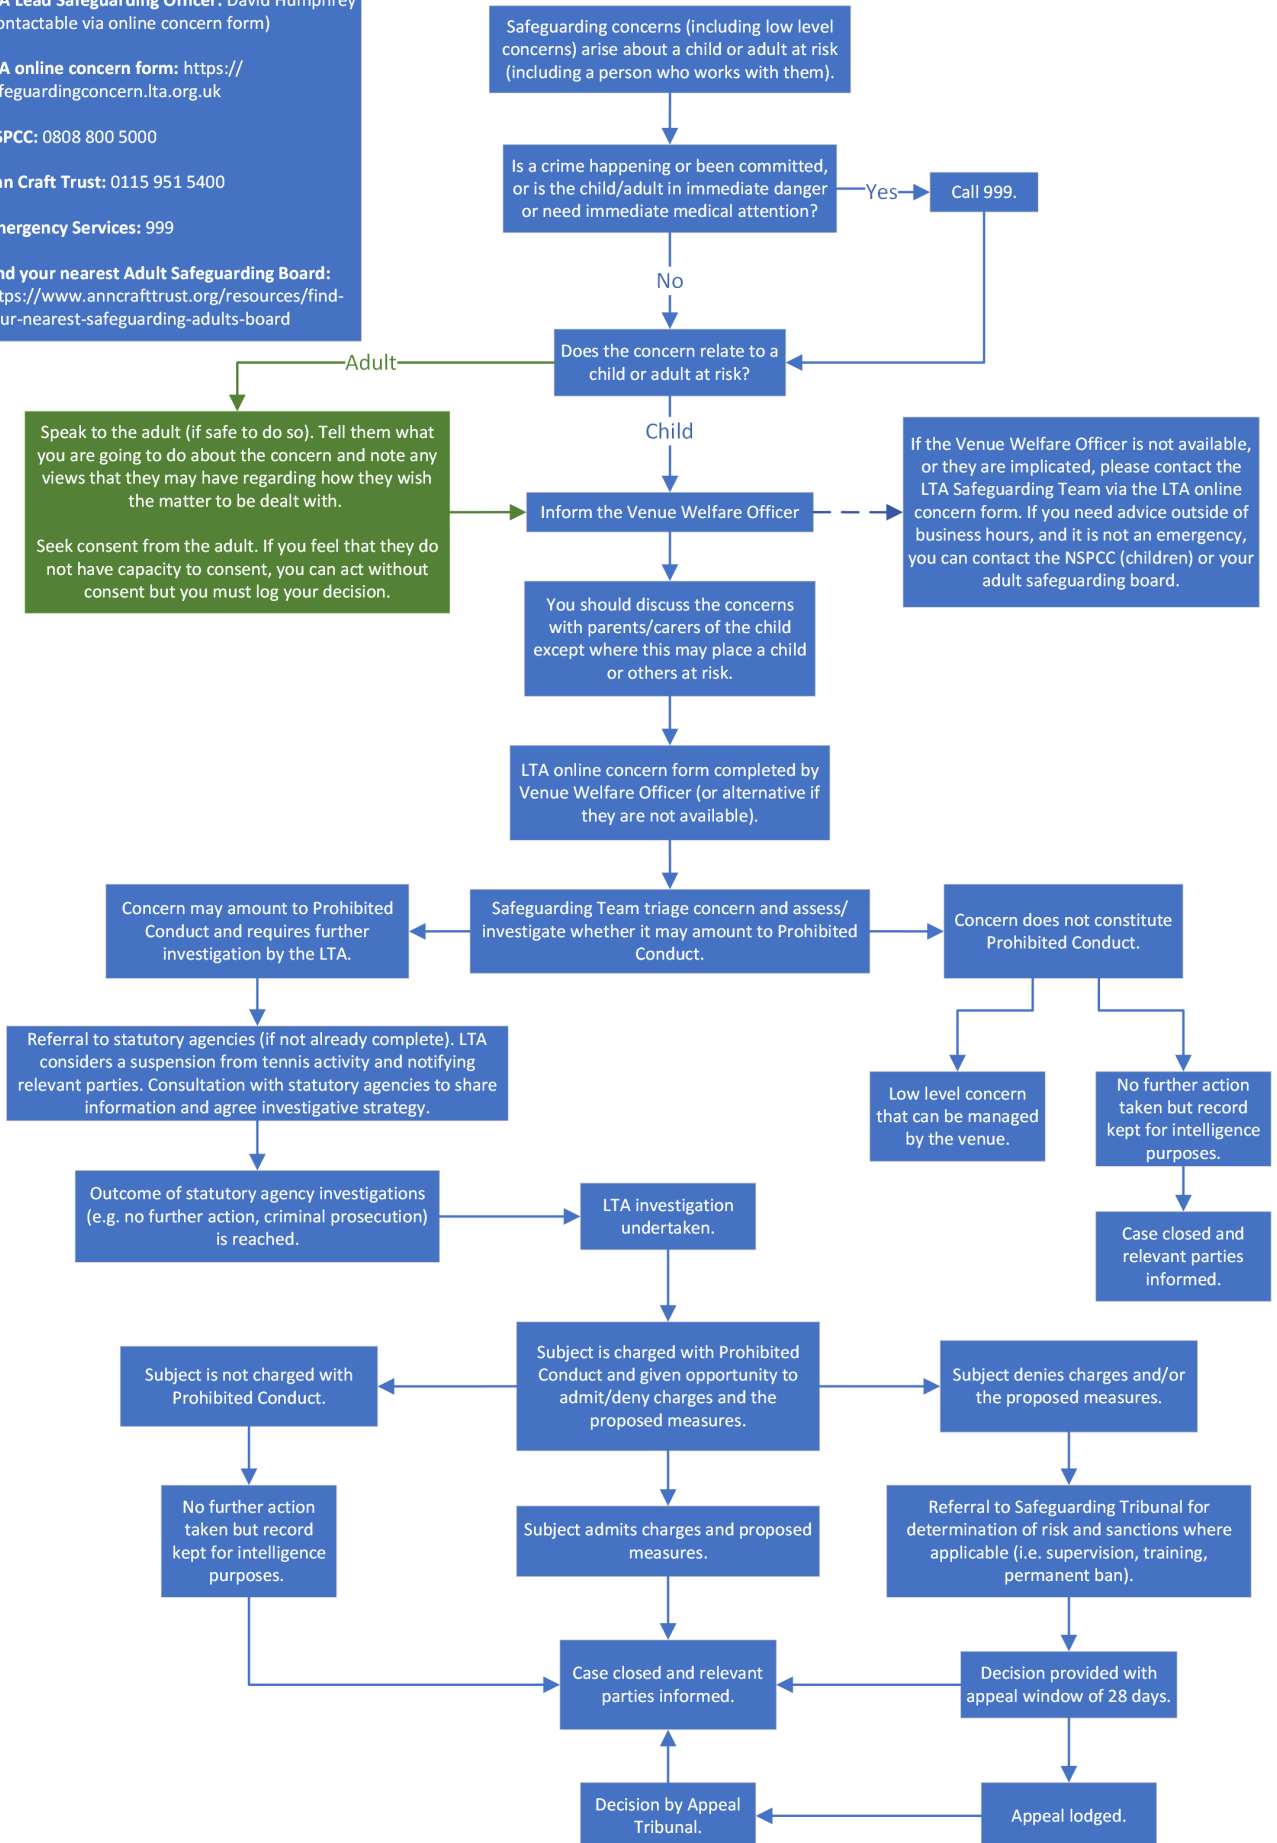 A Lead Safeguarding Officer: David Humphrey
ontactable via online concern form)
A online concern form: https://
feguardingconcern.lta.org.uk
SPCC: 0808 800 5000
nn Craft Trust: 0115 951 5400
mergency Services: 999
nd your nearest Adult Safeguarding Board:
tps://www.anncrafttrust.org/resources/find-
ur-nearest-safeguarding-adults-board
Safeguarding concerns (including low level
concerns) arise about a child or adult at risk
(including a person who works with them).
Is a crime happening or been committed,
or is the child/adult in immediate danger
or need immediate medical attention?
Yes
Call 999.
No
Does the concern relate to a
child or adult at risk?
Adult
Child
Speak to the adult (if safe to do so). Tell them what
you are going to do about the concern and note any
views that they may have regarding how they wish
the matter to be dealt with.
Seek consent from the adult. If you feel that they do
not have capacity to consent, you can act without
consent but you must log your decision.
Inform the Venue Welfare Officer
If the Venue Welfare Officer is not available,
or they are implicated, please contact the
LTA Safeguarding Team via the LTA online
concern form. If you need advice outside of
business hours, and it is not an emergency,
you can contact the NSPCC (children) or your
adult safeguarding board.
You should discuss the concerns
with parents/carers of the child
except where this may place a child
or others at risk.
LTA online concern form completed by
Venue Welfare Officer (or alternative if
they are not available).
Concern may amount to Prohibited
Conduct and requires further
investigation by the LTA.
Safeguarding Team triage concern and assess/
investigate whether it may amount to Prohibited
Conduct.
Concern does not constitute
Prohibited Conduct.
Referral to statutory agencies (if not already complete). LTA
considers a suspension from tennis activity and notifying
relevant parties. Consultation with statutory agencies to share
information and agree investigative strategy.
Low level concern
that can be managed
by the venue.
No further action
taken but record
kept for intelligence
purposes.
Outcome of statutory agency investigations
(e.g. no further action, criminal prosecution)
is reached.
LTA investigation
undertaken.
Case closed and
relevant parties
informed.
Subject is not charged with
Prohibited Conduct.
Subject is charged with Prohibited
Conduct and given opportunity to
admit/deny charges and the
proposed measures.
Subject denies charges and/or
the proposed measures.
No further action
taken but record
kept for intelligence
purposes.
Subject admits charges and proposed
measures.
Referral to Safeguarding Tribunal for
determination of risk and sanctions where
applicable (i.e. supervision, training,
permanent ban).
Case closed and relevant
parties informed.
Decision provided with
appeal window of 28 days.
Decision by Appeal
Tribunal.
Appeal lodged.